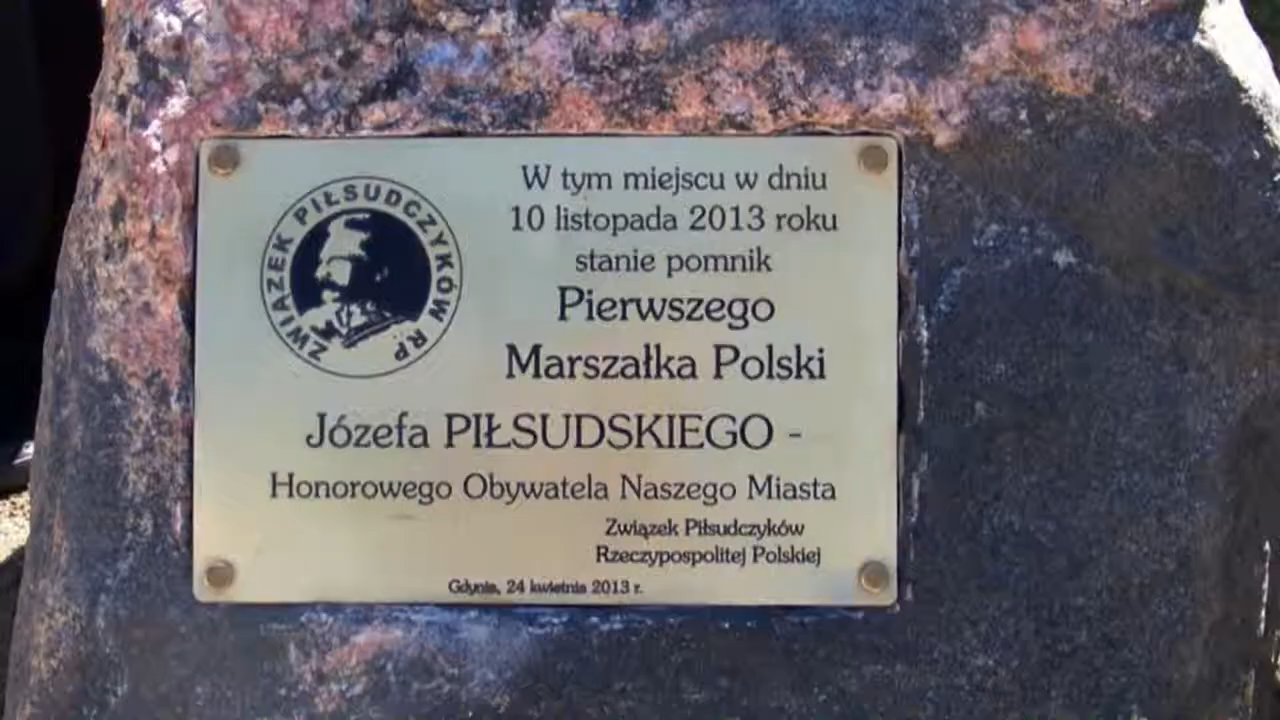 ZWIĄZEK PIŁSUDCZYKÓW RP
W tym miejscu w dniu
10 listopada 2013 roku
stanie pomnik
Pierwszego
Marszałka Polski
Józefa PIŁSUDSKIEGO -
Honorowego Obywatela Naszego Miasta
Związek Piłsudczyków
Rzeczypospolitej Polskiej
Gdynia, 24 kwietnia 2013 r.